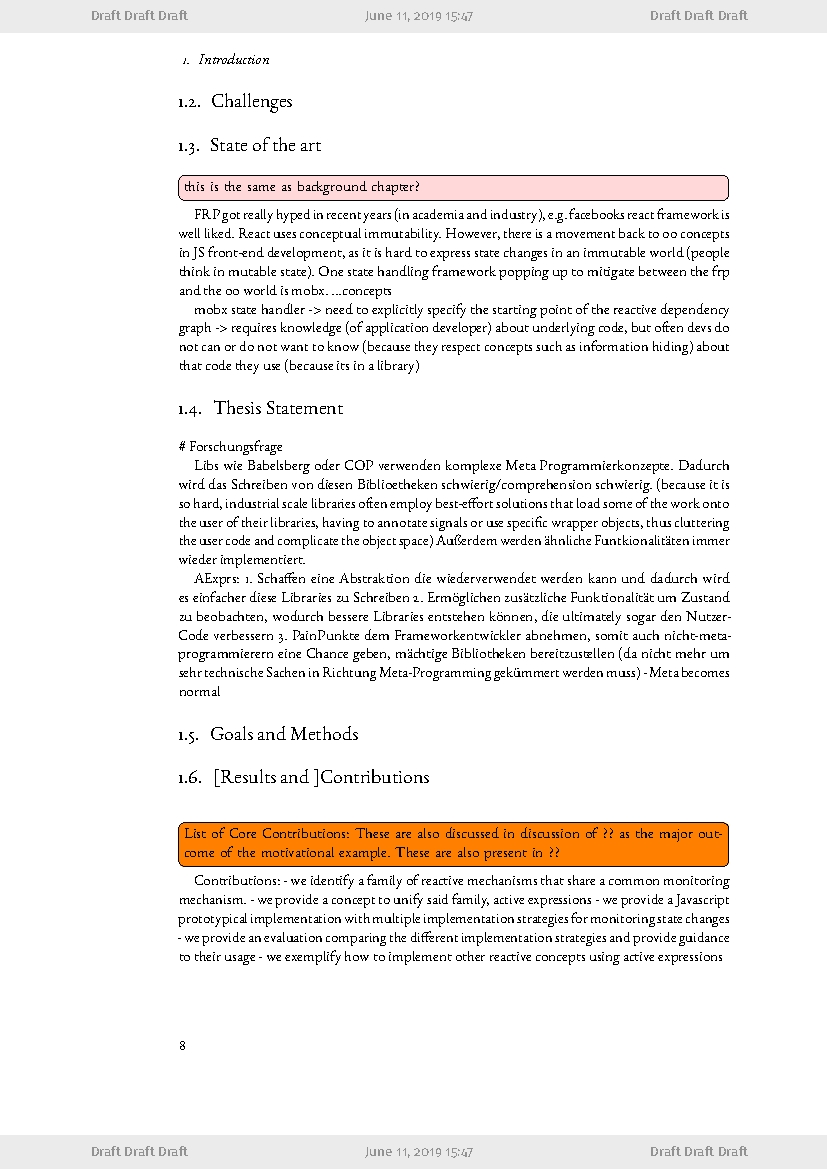 Draft Draft Draft June 11, 2019 15:47 Draft Draft Draft
1. Introduction
1.2. Challenges
1.3. State of the art
this is the same as background chapter?
FRP got really hyped in recent years (in academia and industry), e.g. facebooks react framework is
well liked. React uses conceptual immutability. However, there is a movement back to oo concepts
in JS front-end development, as it is hard to express state changes in an immutable world (people
think in mutable state). One state handling framework popping up to mitigate between the frp
and the oo world is mobx. ...concepts
mobx state handler -> need to explicitly specify the starting point of the reactive dependency
graph -> requires knowledge (of application developer) about underlying code, but often devs do
not can or do not want to know (because they respect concepts such as information hiding) about
that code they use (because its in a library)
1.4. Thesis Statement
# Forschungsfrage
Libs wie Babelsberg oder COP verwenden komplexe Meta Programmierkonzepte. Dadurch
wird das Schreiben von diesen Biblioetheken schwierig/comprehension schwierig. (because it is
so hard, industrial scale libraries often employ best-effort solutions that load some of the work onto
the user of their libraries, having to annotate signals or use specific wrapper objects, thus cluttering
the user code and complicate the object space) Außerdem werden ähnliche Funtkionalitäten immer
wieder implementiert.
AExprs: 1. Schaffen eine Abstraktion die wiederverwendet werden kann und dadurch wird
es einfacher diese Libraries zu Schreiben 2. Ermöglichen zusätzliche Funktionalität um Zustand
zu beobachten, wodurch bessere Libraries entstehen können, die ultimately sogar den Nutzer-
Code verbessern 3. PainPunkte dem Frameworkentwickler abnehmen, somit auch nicht-meta-
programmierern eine Chance geben, mächtige Bibliotheken bereitzustellen (da nicht mehr um
sehr technische Sachen in Richtung Meta-Programming gekümmert werden muss) - Meta becomes
normal
1.5. Goals and Methods
1.6. [Results and ]Contributions
List of Core Contributions: These are also discussed in discussion of ?? as the major out-
come of the motivational example. These are also present in ??
Contributions: - we identify a family of reactive mechanisms that share a common monitoring
mechanism. - we provide a concept to unify said family, active expressions - we provide a Javascript
prototypical implementation with multiple implementation strategies for monitoring state changes
- we provide an evaluation comparing the different implementation strategies and provide guidance
to their usage - we exemplify how to implement other reactive concepts using active expressions
8
Draft Draft Draft June 11, 2019 15:47 Draft Draft Draft